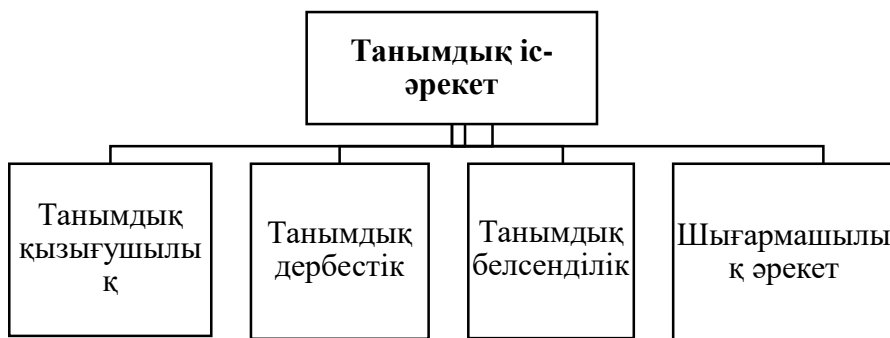 Танымдық іс-
әрекет
Танымдық
қызығушылы
қ
Танымдық
дербестік
Танымдық
белсенділік
Шығармашылы
қ әрекет